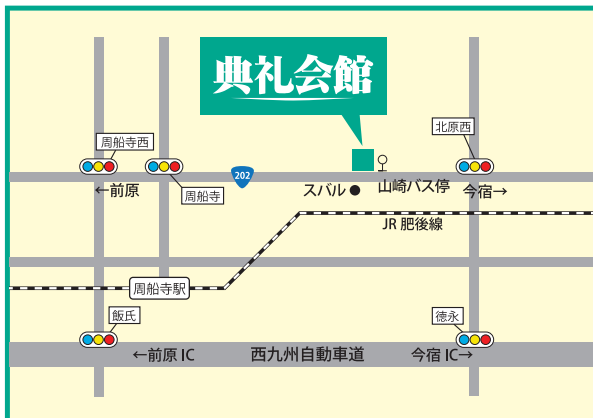 典礼会館
周船寺西
北原西
202
周船寺
←前原
スバル●
山崎バス停
今宿→
JR 肥後線
周船寺駅
飯氏
徳永
←前原 IC
西九州自動車道
今宿 IC→